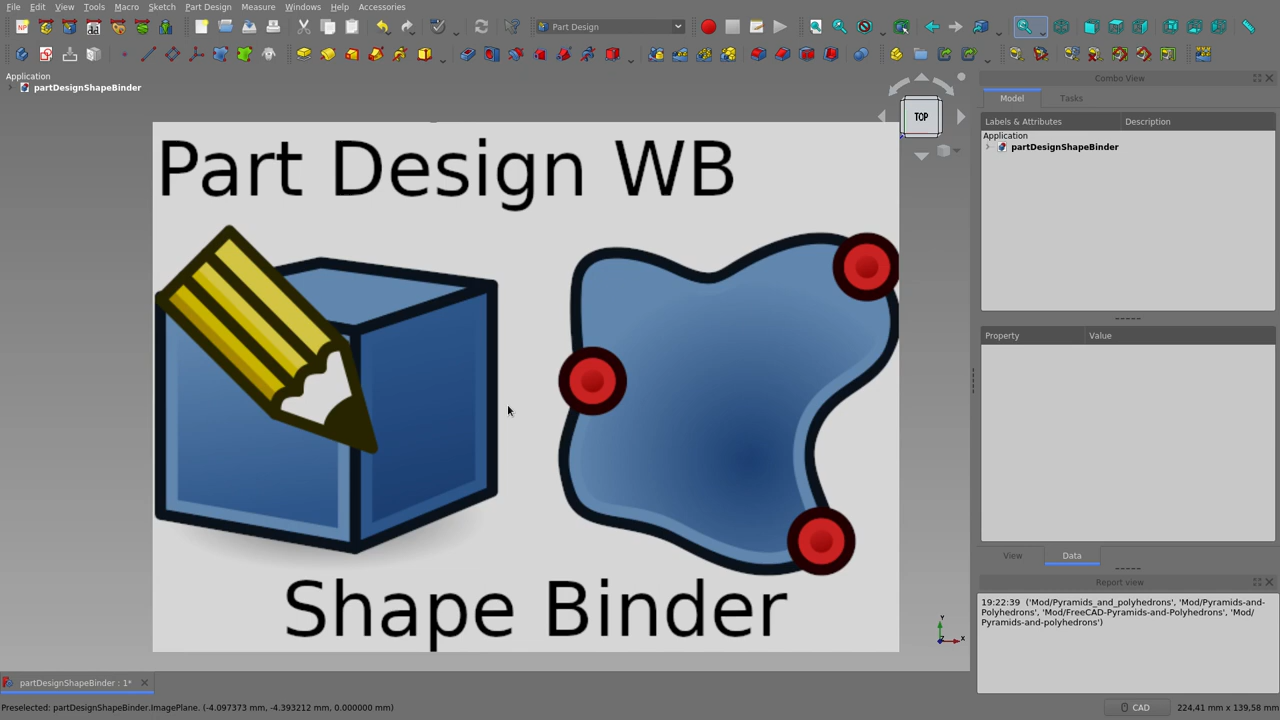 File Edit View Tools Macro Sketch Part Design Measure Windows Help Accessories
Part Design
Application
partDesignShapeBinder
TOP
Part Design WB
Shape Binder
Y
X
Z
Combo View
Model Tasks
Labels & Attributes Description
Application
partDesignShapeBinder
Property Value
View Data
Report view
19:22:39 ('Mod/Pyramids_and_polyhedrons', 'Mod/Pyramids-and-
Polyhedrons', 'Mod/FreeCAD-Pyramids-and-Polyhedrons', 'Mod/
Pyramids-and-polyhedrons')
partDesignShapeBinder : 1*
Preselected: partDesignShapeBinder.ImagePlane. (-4.097373 mm, -4.393212 mm, 0.000000 mm)
CAD
224,41 mm x 139,58 mm